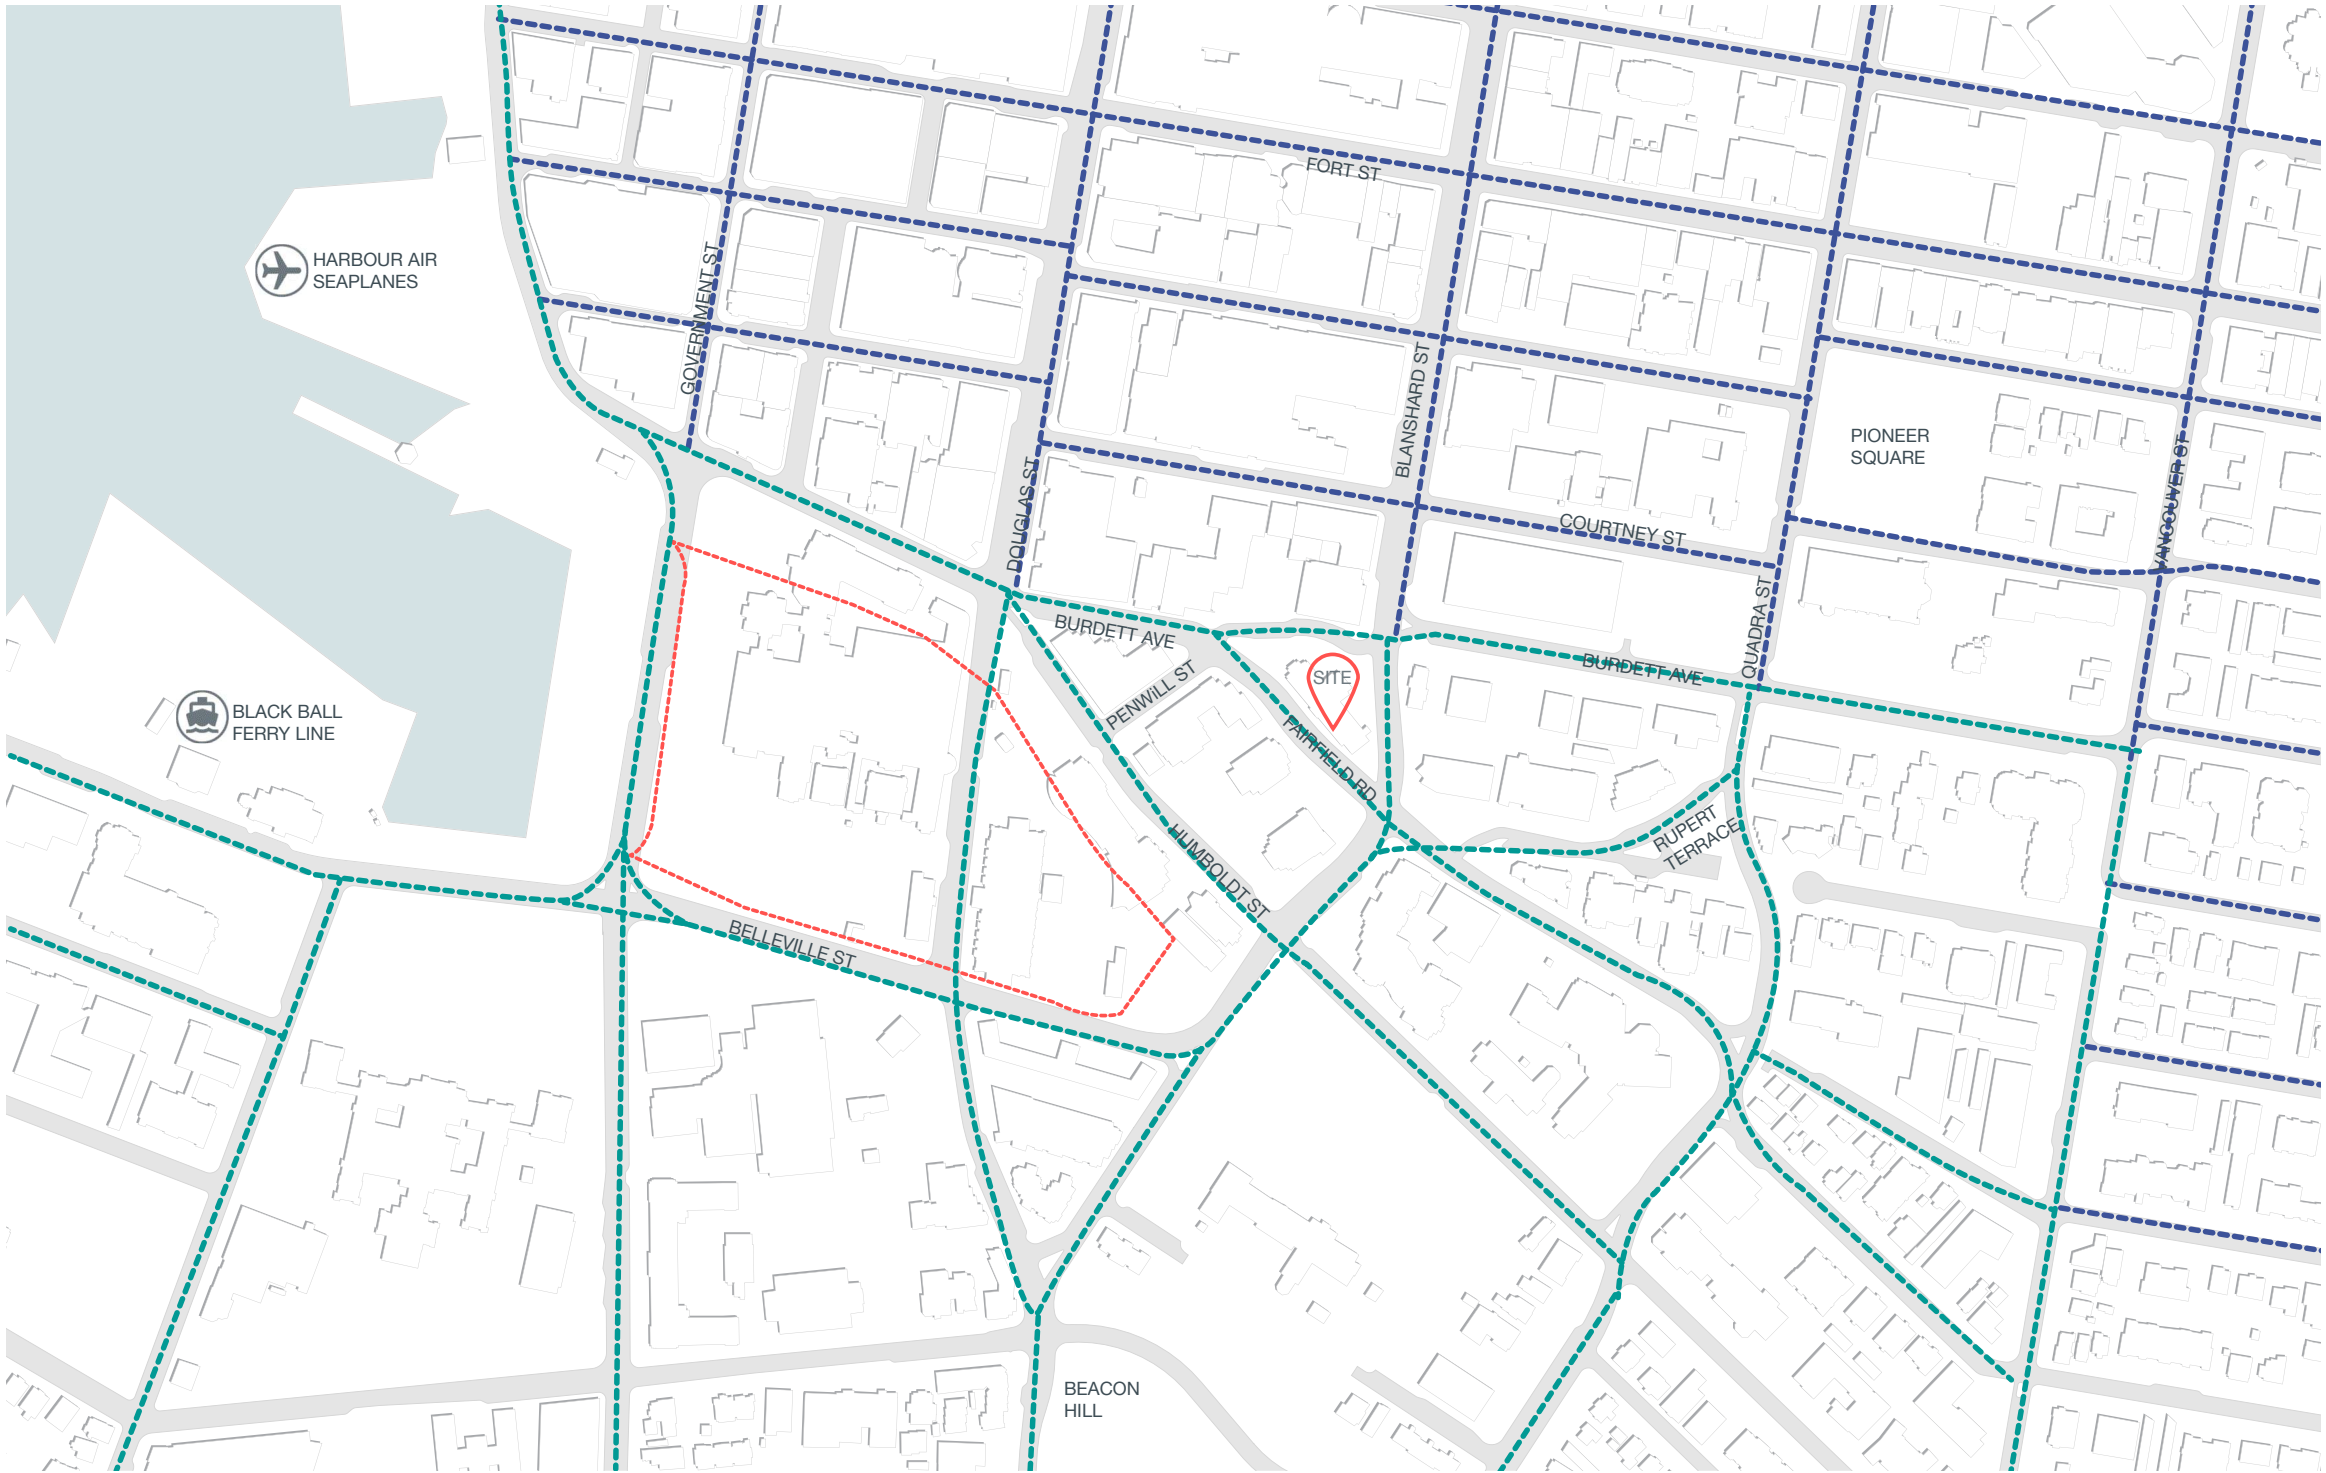 FORT ST
HARBOUR AIR
SEAPLANES
GOVERNMENT ST
BLANSHARD ST
PIONEER
SQUARE
VANCOUVER ST
DOUGLAS ST
COURTNEY ST
QUADRA ST
BURDETT AVE
BURDETT AVE
SITE
PENWiLL ST
BLACK BALL
FERRY LINE
FAIRFIELD RD
RUPERT
TERRACE
HUMBOLDT ST
BELLEVILLE ST
BEACON
HILL